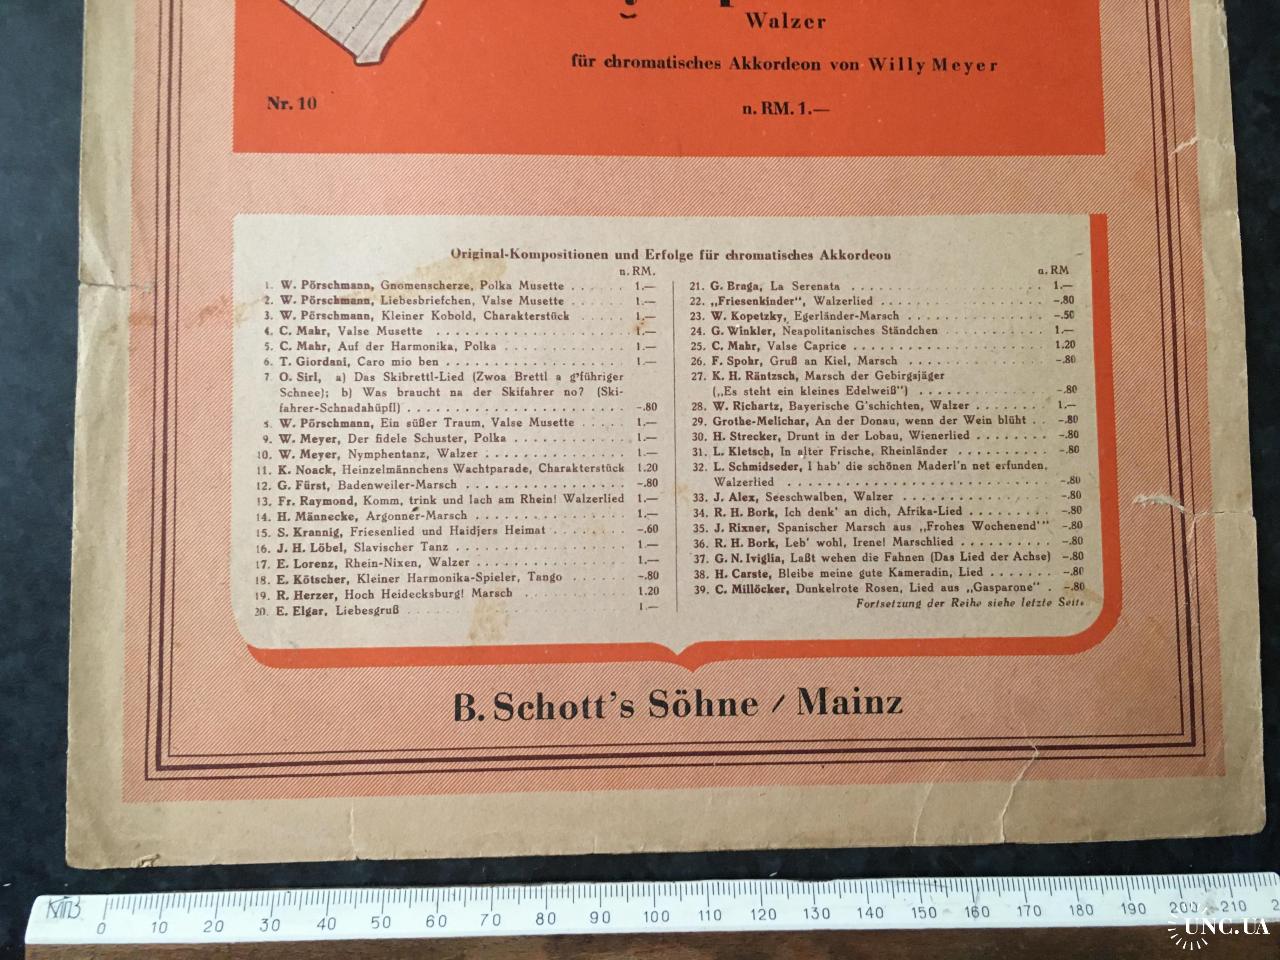 Walzer
für chromatisches Akkordeon von Willy Meyer
Nr. 10
n. RM. 1.—
Original-Kompositionen und Erfolge für chromatisches Akkordeon
n. RM.
1. W. Pörschmann, Gnomenscherze, Polka Musette . . . . . . 1.—
2. W. Pörschmann, Liebesbriefchen, Valse Musette . . . . . . 1.—
3. W. Pörschmann, Kleiner Kobold, Charakterstück . . . . . 1.—
4. C. Mahr, Valse Musette . . . . . . 1.—
5. C. Mahr, Auf der Harmonika, Polka . . . . . . 1.—
6. T. Giordani, Caro mio ben . . . . . . 1.—
7 O. Sirl, a) Das Skibrettl-Lied (Zwoa Brettl a g'führiger
Schnee); b) Was braucht na der Skifahrer no? (Ski-
fahrer-Schnadahüpfl) . . . . . . -.80
8. W. Pörschmann, Ein süßer Traum, Valse Musette . . . . . 1.—
9. W. Meyer, Der fidele Schuster, Polka . . . . . . 1.—
10. W. Meyer, Nymphentanz, Walzer . . . . . . 1.—
11. K. Noack, Heinzelmännchens Wachtparade, Charakterstück 1.20
12. G. Fürst, Badenweiler-Marsch . . . . . . -.80
13. Fr. Raymond, Komm, trink und lach am Rhein! Walzerlied 1.—
14. H. Männecke, Argonner-Marsch . . . . . . 1.—
15. S. Krannig, Friesenlied und Haidjers Heimat . . . . . . -.60
16. J. H. Löbel, Slavischer Tanz . . . . . . 1.—
17. E. Lorenz, Rhein-Nixen, Walzer . . . . . . 1.—
18. E. Kötscher, Kleiner Harmonika-Spieler, Tango . . . . . . -.80
19. R. Herzer, Hoch Heidecksburg! Marsch . . . . . . 1.20
20. E. Elgar, Liebesgruß . . . . . . 1.—
n. RM
21. G. Braga, La Serenata . . . . . . 1.—
22. „Friesenkinder", Walzerlied . . . . . . -.80
23. W. Kopetzky, Egerländer-Marsch . . . . . . -.50
24. G. Winkler, Neapolitanisches Ständchen . . . . . . 1.—
25. C. Mahr, Valse Caprice . . . . . . 1.20
26. F. Spohr, Gruß an Kiel, Marsch . . . . . . -.80
27. K. H. Räntzsch, Marsch der Gebirgsjäger
(„Es steht ein kleines Edelweiß") . . . . . . -.80
28. W. Richartz, Bayerische G'schichten, Walzer . . . . . . 1.—
29. Grothe-Melichar, An der Donau, wenn der Wein blüht . . -.80
30. H. Strecker, Drunt in der Lobau, Wienerlied . . . . . . -.80
31. L. Kletsch, In alter Frische, Rheinländer . . . . . . -.80
32. L. Schmidseder, I hab' die schönen Maderl'n net erfunden,
Walzerlied . . . . . . -.80
33. J. Alex, Seeschwalben, Walzer . . . . . . -.80
34. R. H. Bork, Ich denk' an dich, Afrika-Lied . . . . . . -.80
35. J. Rixner, Spanischer Marsch aus „Frohes Wochenend" . -.80
36. R. H. Bork, Leb' wohl, Irene! Marschlied . . . . . . -.80
37. G. N. Iviglia, Laßt wehen die Fahnen (Das Lied der Achse) -.80
38. H. Carste, Bleibe meine gute Kameradin, Lied . . . . . . -.80
39. C. Millöcker, Dunkelrote Rosen, Lied aus „Gasparone" . -.80
Fortsetzung der Reihe siehe letzte Seite
B. Schott's Söhne / Mainz
0 10 20 30 40 50 60 70 80 90 100 110 120 130 140 150 160 170 180 190 200 210 2
UNC.UA